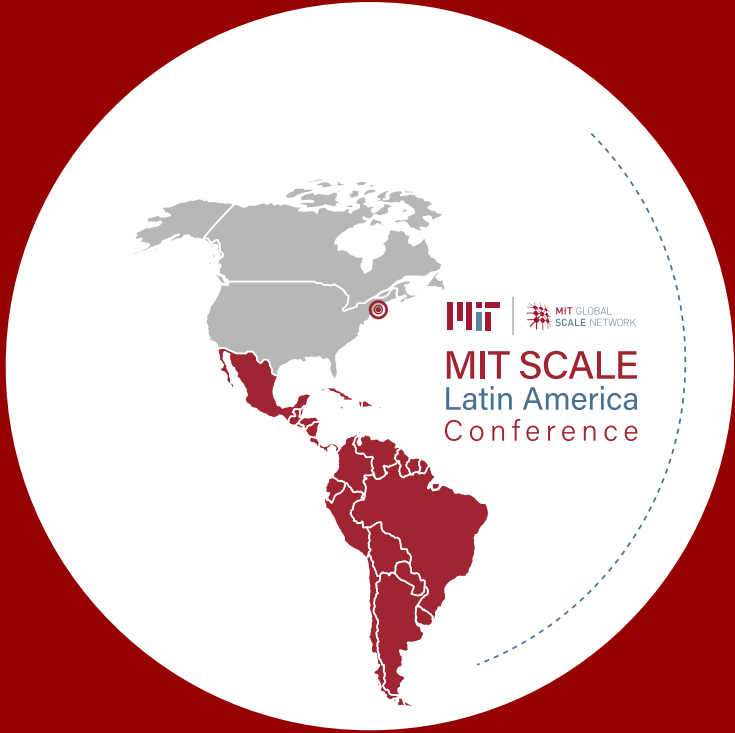 MIT
MIT GLOBAL
SCALE NETWORK
MIT SCALE
Latin America
Conference